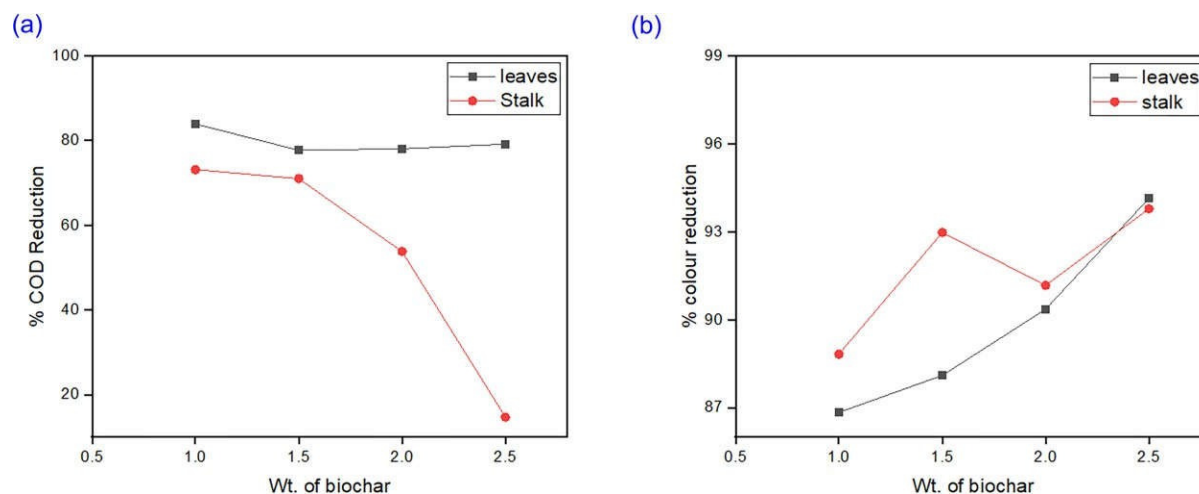 (a)
100
80
60
40
20
0.5 1.0 1.5 2.0 2.5
% COD Reduction
Wt. of biochar
leaves
Stalk
(b)
99
96
93
90
87
0.5 1.0 1.5 2.0 2.5
% colour reduction
Wt. of biochar
leaves
stalk